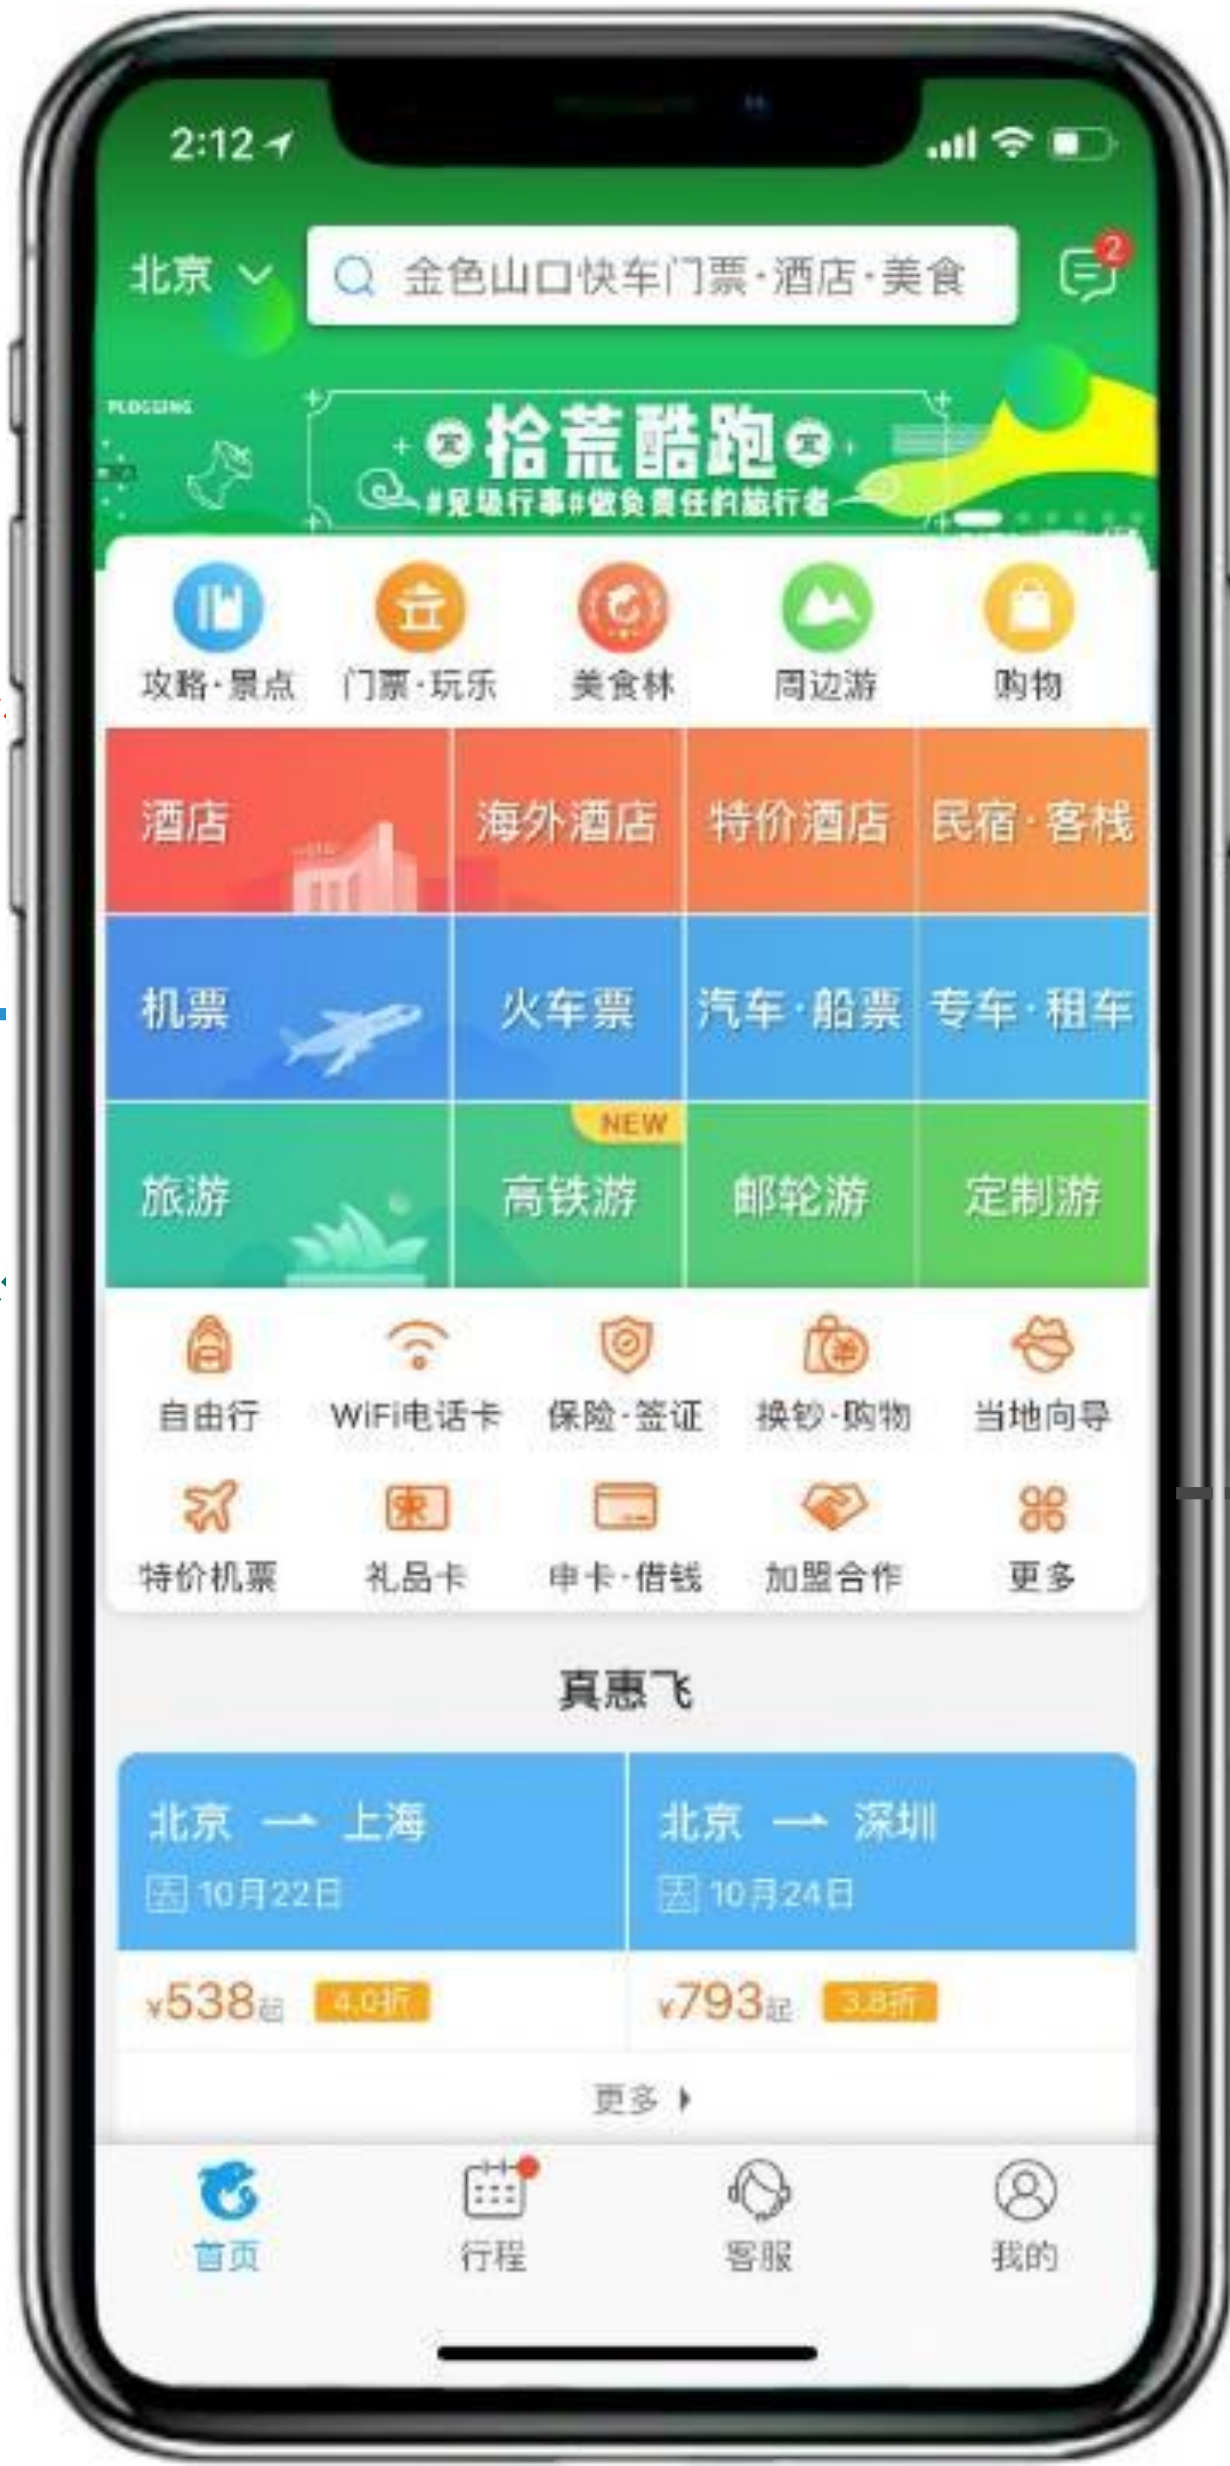 2:12
北京
金色山口快车门票·酒店·美食
2
PLOGGING
宜 拾荒酷跑 宜
#星级行事#做负责任的旅行者
攻略·景点 门票·玩乐 美食林 周边游 购物
酒店 海外酒店 特价酒店 民宿·客栈
机票 火车票 汽车·船票 专车·租车
NEW
旅游 高铁游 邮轮游 定制游
自由行 WiFi电话卡 保险·签证 换钞·购物 当地向导
特价机票 礼品卡 申卡·借钱 加盟合作 更多
真惠飞
北京 → 上海 北京 → 深圳
去 10月22日 去 10月24日
¥538起 4.0折 ¥793起 3.8折
更多
首页 行程 客服 我的